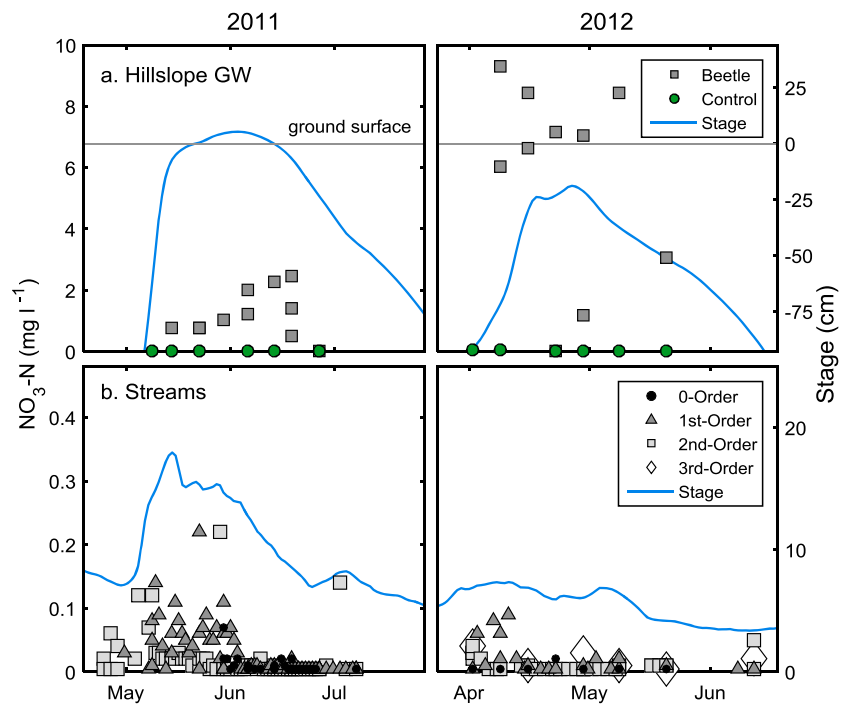 2011
2012
10
8
6
4
2
0
a. Hillslope GW
ground surface
Beetle
Control
Stage
25
0
-25
-50
-75
NO3-N (mg l-1)
Stage (cm)
b. Streams
0.4
0.3
0.2
0.1
0
0-Order
1st-Order
2nd-Order
3rd-Order
Stage
20
10
0
May
Jun
Jul
Apr
May
Jun